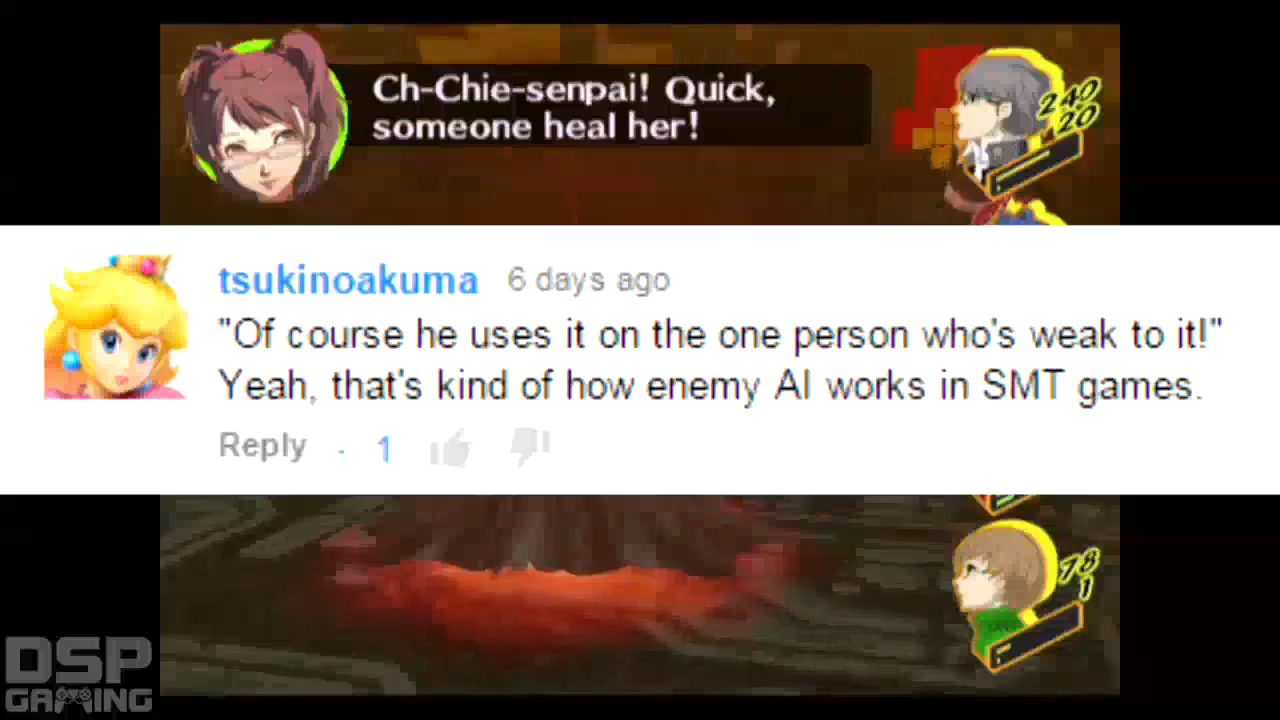 Ch-Chie-senpai! Quick,
someone heal her!
240
20
tsukinoakuma 6 days ago
"Of course he uses it on the one person who's weak to it!"
Yeah, that's kind of how enemy AI works in SMT games.
Reply · 1
78
1
DSP
GAMING